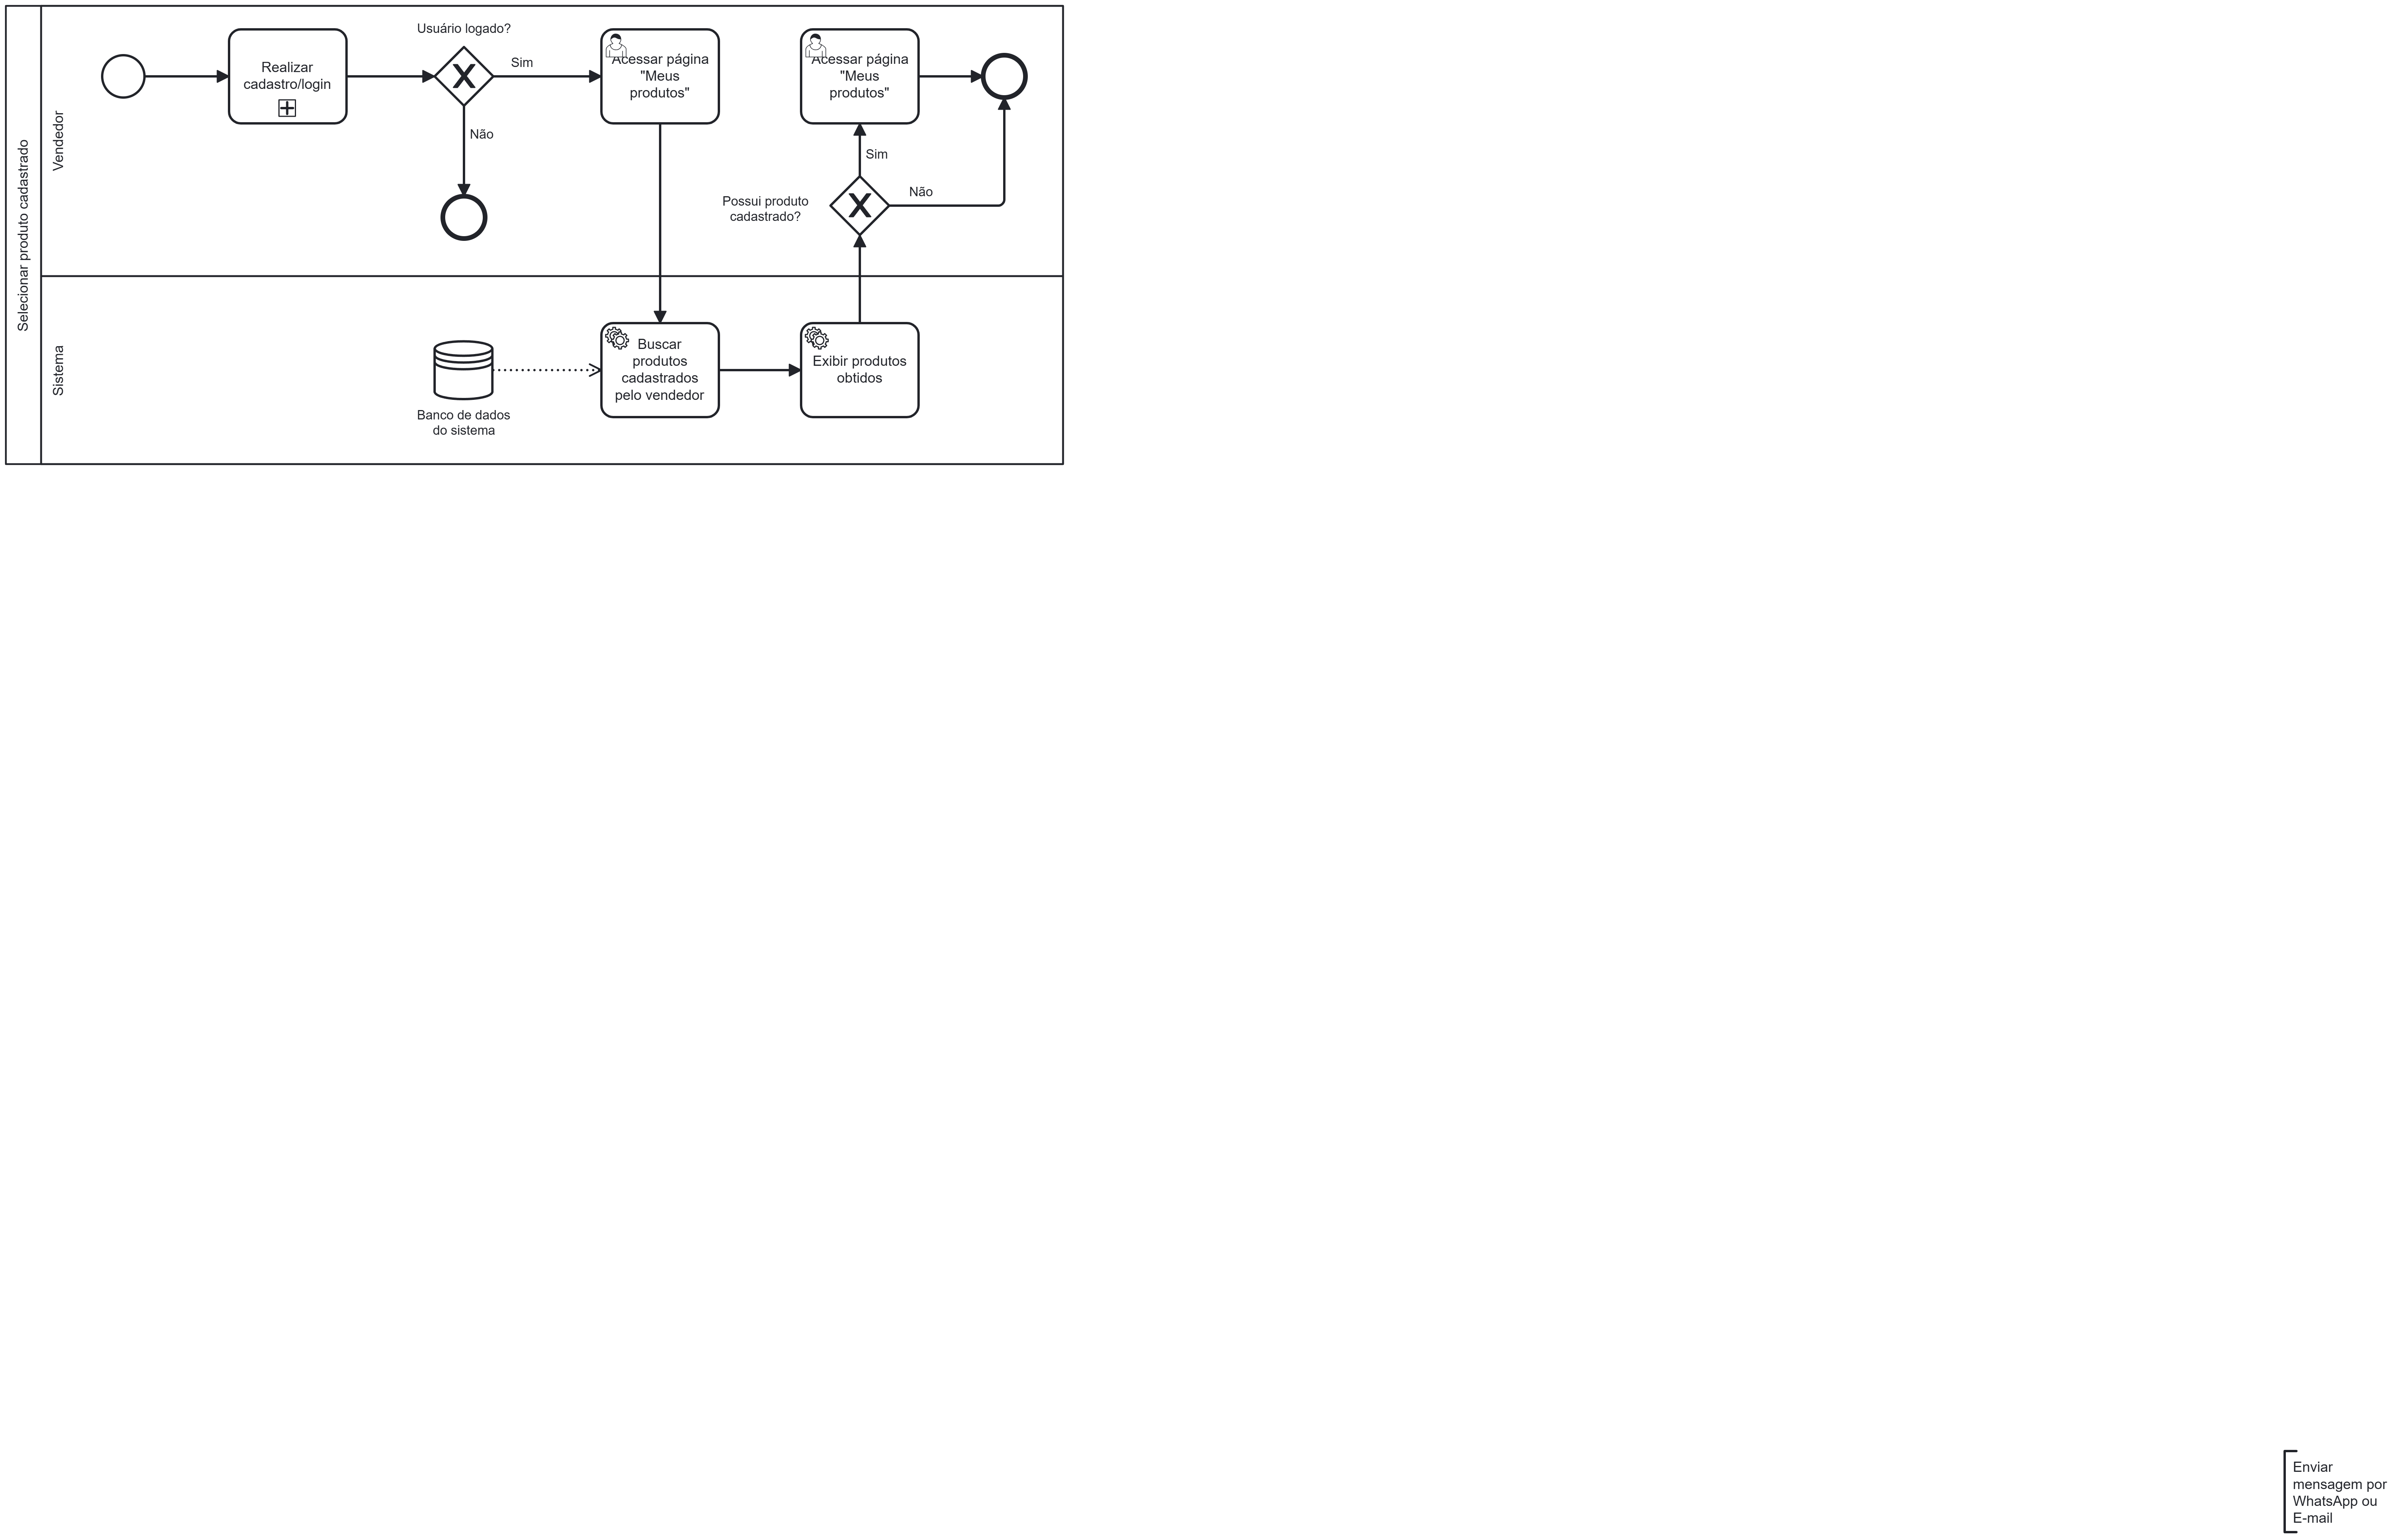 Selecionar produto cadastrado
Vendedor
Realizar
cadastro/login
Usuário logado?
Sim
Não
Acessar página
"Meus
produtos"
Acessar página
"Meus
produtos"
Sim
Possui produto
cadastrado?
Não
Sistema
Banco de dados
do sistema
Buscar
produtos
cadastrados
pelo vendedor
Exibir produtos
obtidos
Enviar
mensagem por
WhatsApp ou
E-mail